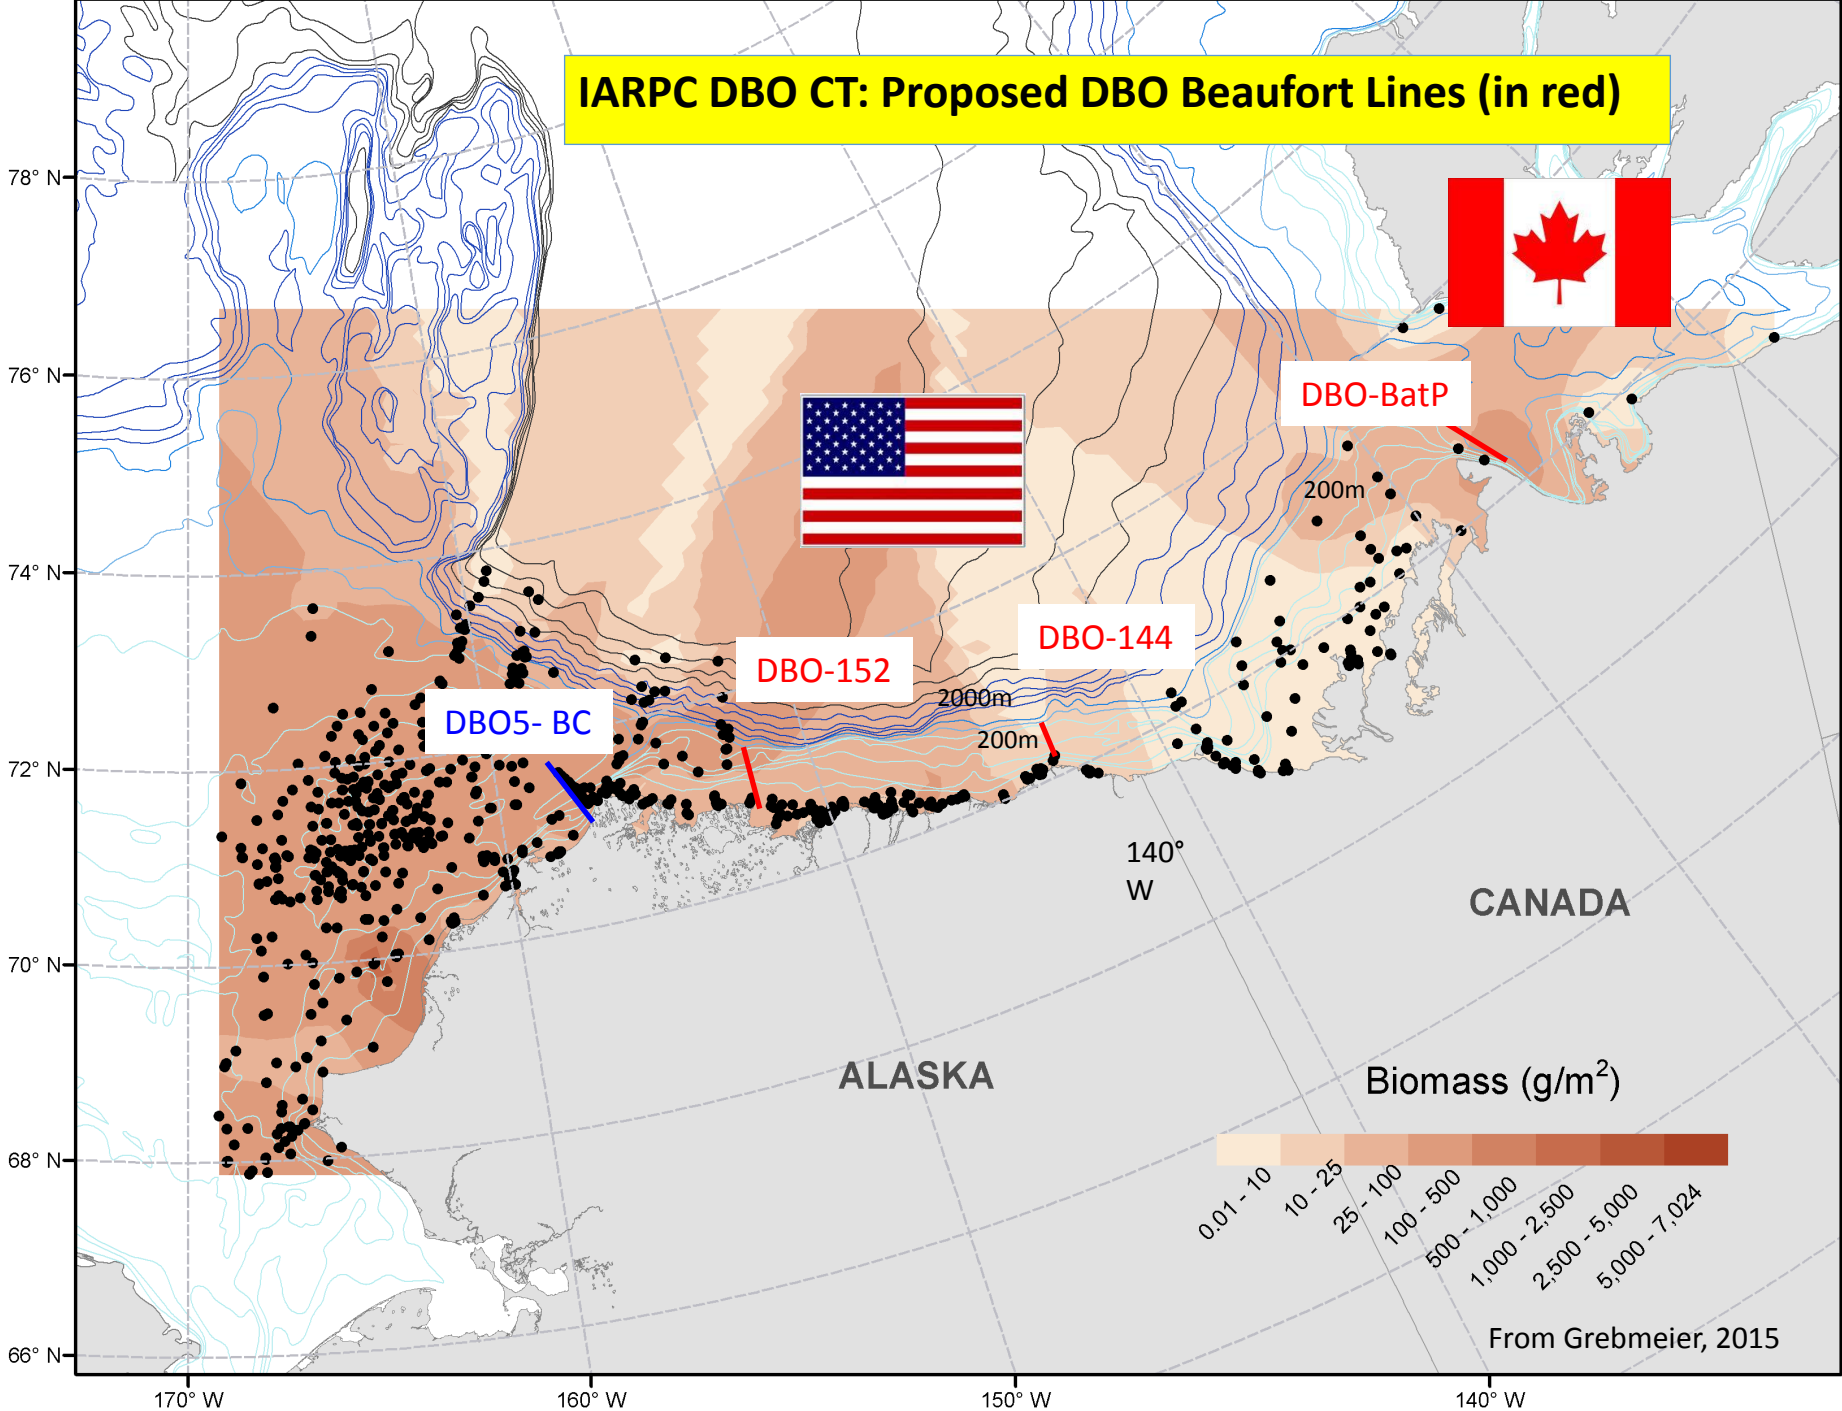 IARPC DBO CT: Proposed DBO Beaufort Lines (in red)
78° N
76° N
74° N
72° N
70° N
68° N
66° N
DBO-BatP
200m
DBO-144
DBO-152
2000m
DBO5- BC
200m
140°
W
CANADA
ALASKA
Biomass (g/m²)
0.01 - 10
10 - 25
25 - 100
100 - 500
500 - 1,000
1,000 - 2,500
2,500 - 5,000
5,000 - 7,024
From Grebmeier, 2015
170° W
160° W
150° W
140° W